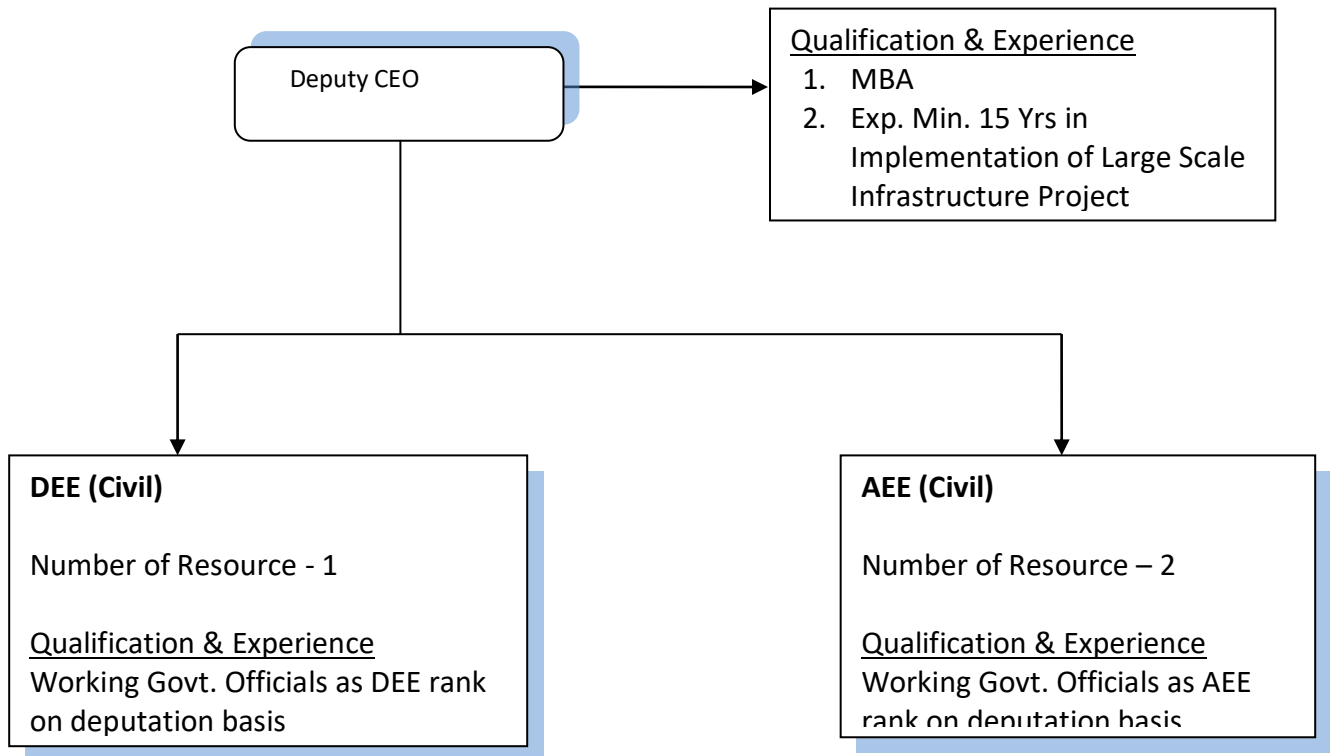 Deputy CEO
Qualification & Experience
1. MBA
2. Exp. Min. 15 Yrs in
Implementation of Large Scale
Infrastructure Project
DEE (Civil)
Number of Resource - 1
Qualification & Experience
Working Govt. Officials as DEE rank
on deputation basis
AEE (Civil)
Number of Resource – 2
Qualification & Experience
Working Govt. Officials as AEE
rank on deputation basis